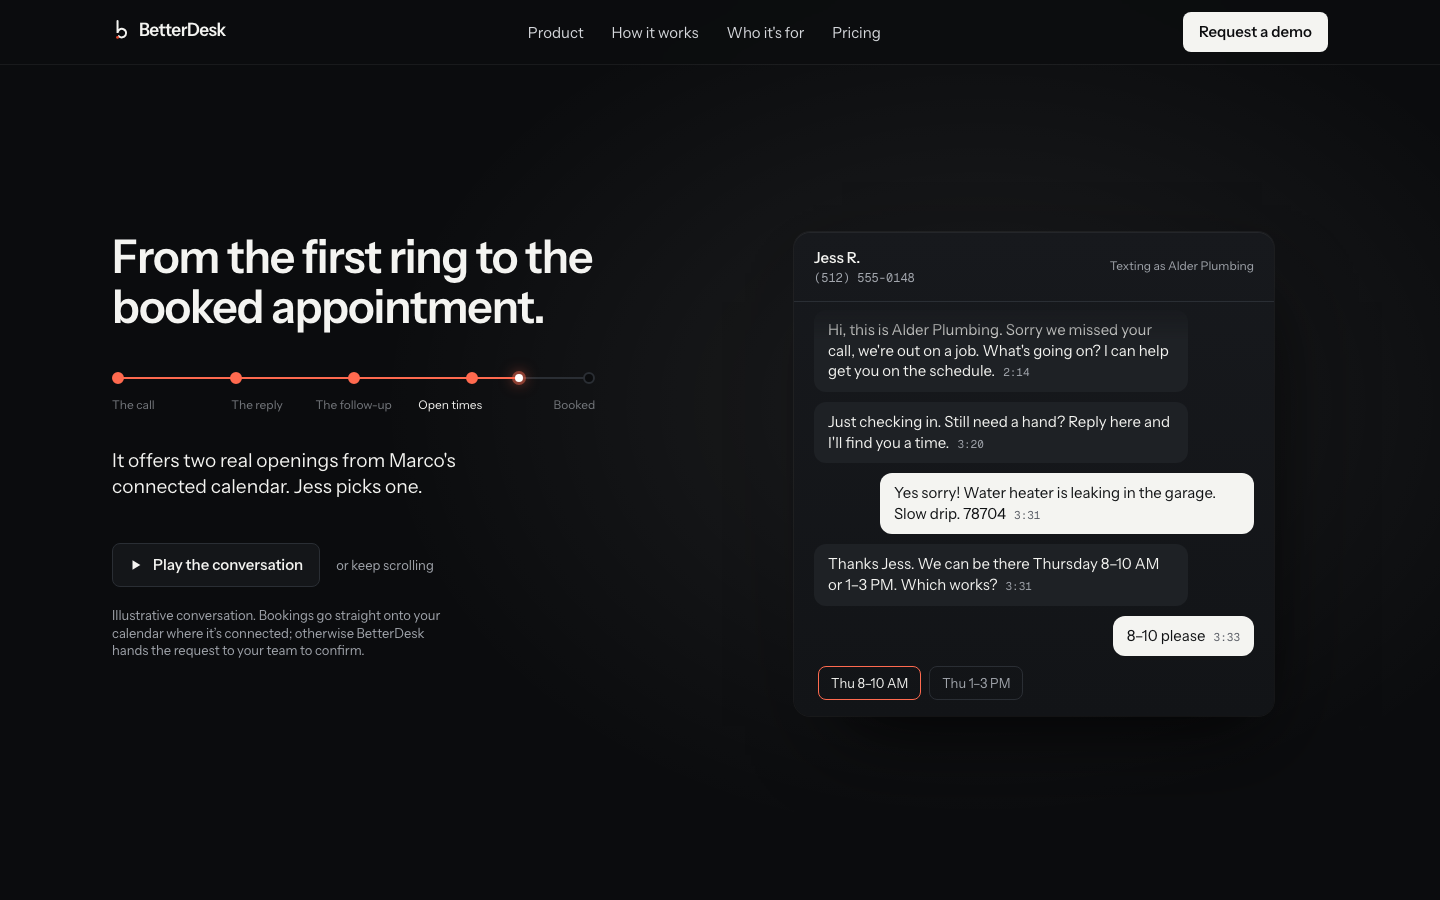 BetterDesk
Product
How it works
Who it's for
Pricing
Request a demo
From the first ring to the
booked appointment.
The call
The reply
The follow-up
Open times
Booked
It offers two real openings from Marco's
connected calendar. Jess picks one.
Play the conversation
or keep scrolling
Illustrative conversation. Bookings go straight onto your
calendar where it's connected; otherwise BetterDesk
hands the request to your team to confirm.
Jess R.
(512) 555-0148
Texting as Alder Plumbing
Hi, this is Alder Plumbing. Sorry we missed your
call, we're out on a job. What's going on? I can help
get you on the schedule. 2:14
Just checking in. Still need a hand? Reply here and
I'll find you a time. 3:20
Yes sorry! Water heater is leaking in the garage.
Slow drip. 78704 3:31
Thanks Jess. We can be there Thursday 8–10 AM
or 1–3 PM. Which works? 3:31
8–10 please 3:33
Thu 8–10 AM
Thu 1–3 PM